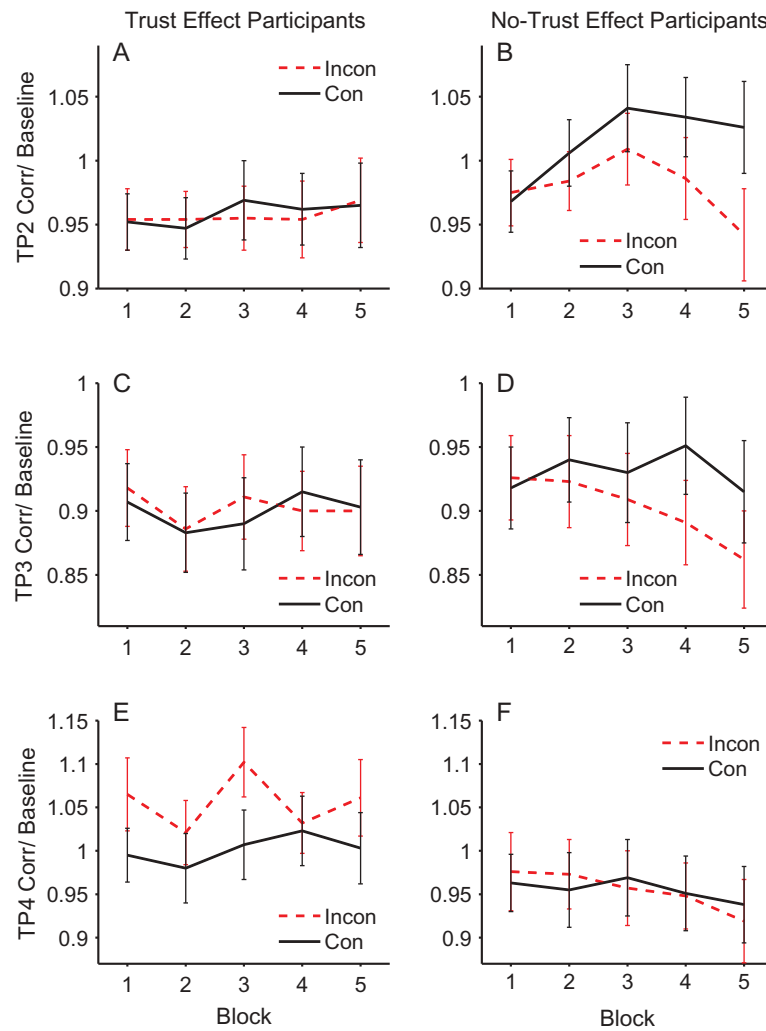 Trust Effect Participants
No-Trust Effect Participants
A
Incon
Con
1.05
1
0.95
0.9
TP2 Corr/ Baseline
1 2 3 4 5
B
1.05
1
0.95
0.9
Incon
Con
1 2 3 4 5
C
1
0.95
0.9
0.85
TP3 Corr/ Baseline
Incon
Con
1 2 3 4 5
D
1
0.95
0.9
0.85
Incon
Con
1 2 3 4 5
E
1.15
1.1
1.05
1
0.95
0.9
TP4 Corr/ Baseline
Incon
Con
1 2 3 4 5
Block
F
1.15
1.1
1.05
1
0.95
0.9
Incon
Con
1 2 3 4 5
Block